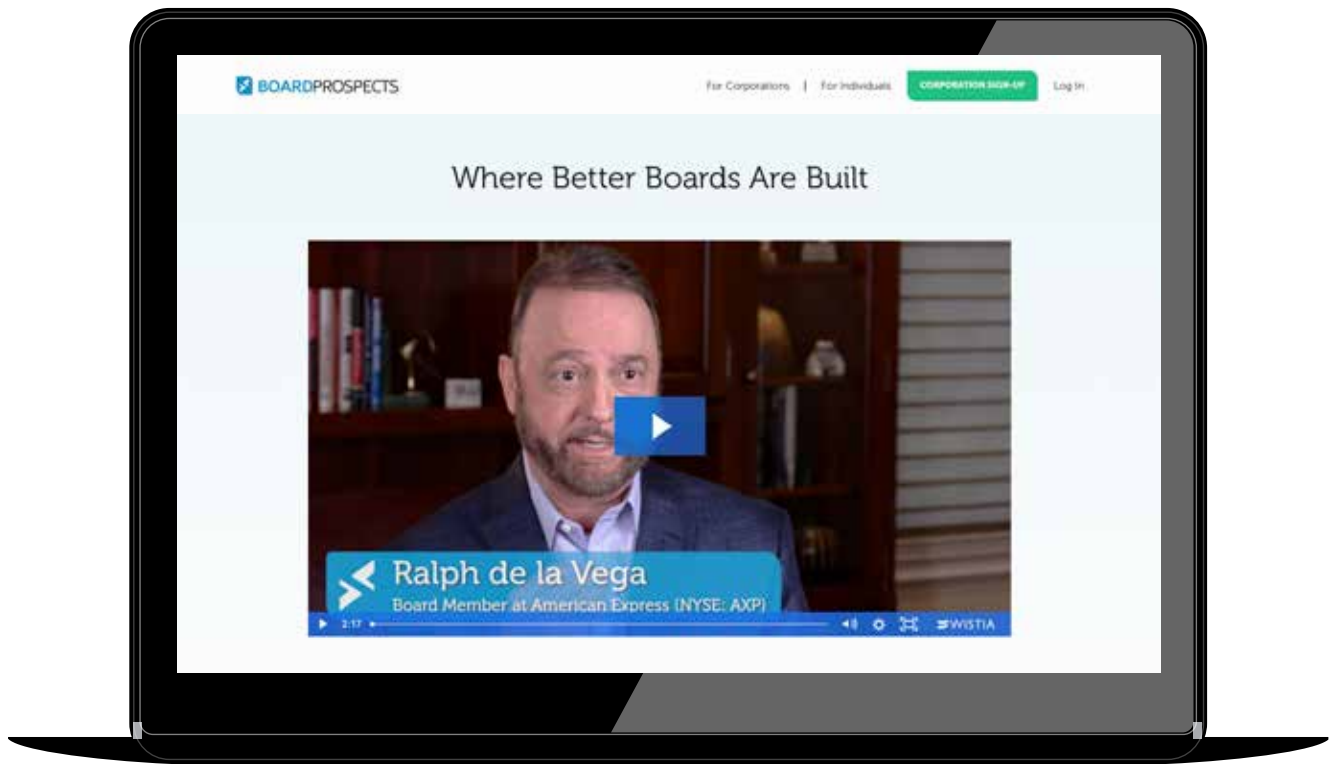 BOARDPROSPECTS
For Corporations | For Individuals
CORPORATION SIGN-UP
Log In
Where Better Boards Are Built
Ralph de la Vega
Board Member at American Express (NYSE: AXP)
2:17
WISTIA